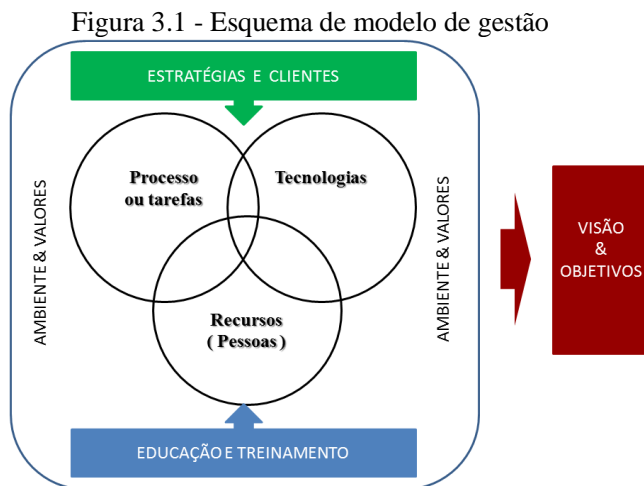 Figura 3.1 - Esquema de modelo de gestão
ESTRATÉGIAS E CLIENTES
AMBIENTE & VALORES
Processo
ou tarefas
Tecnologias
Recursos
( Pessoas )
AMBIENTE & VALORES
EDUCAÇÃO E TREINAMENTO
VISÃO
&
OBJETIVOS